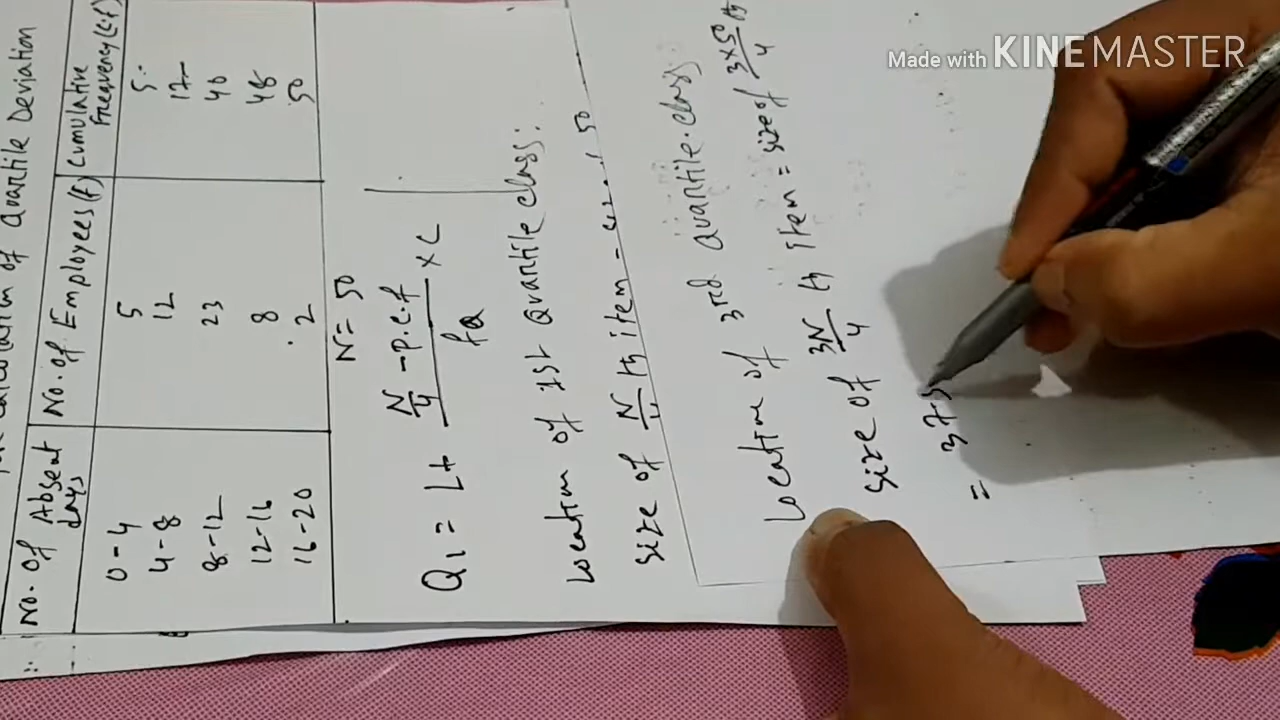 Calculation of Quartile Deviation
No. of Absent days | No. of Employees (f) | Cumulative Frequency (c.f)
0-4 5 5
4-8 12 17
8-12 23 40
12-16 8 48
16-20 2 50
N = 50
Q1 = L + N/4 - p.c.f / fQ × C
Location of 1st Quartile class:
size of N/4 th item =
50
Location of 3rd Quartile class
size of 3N/4 th item = size of 3×50/4 th
= 37.5
Made with KINEMASTER